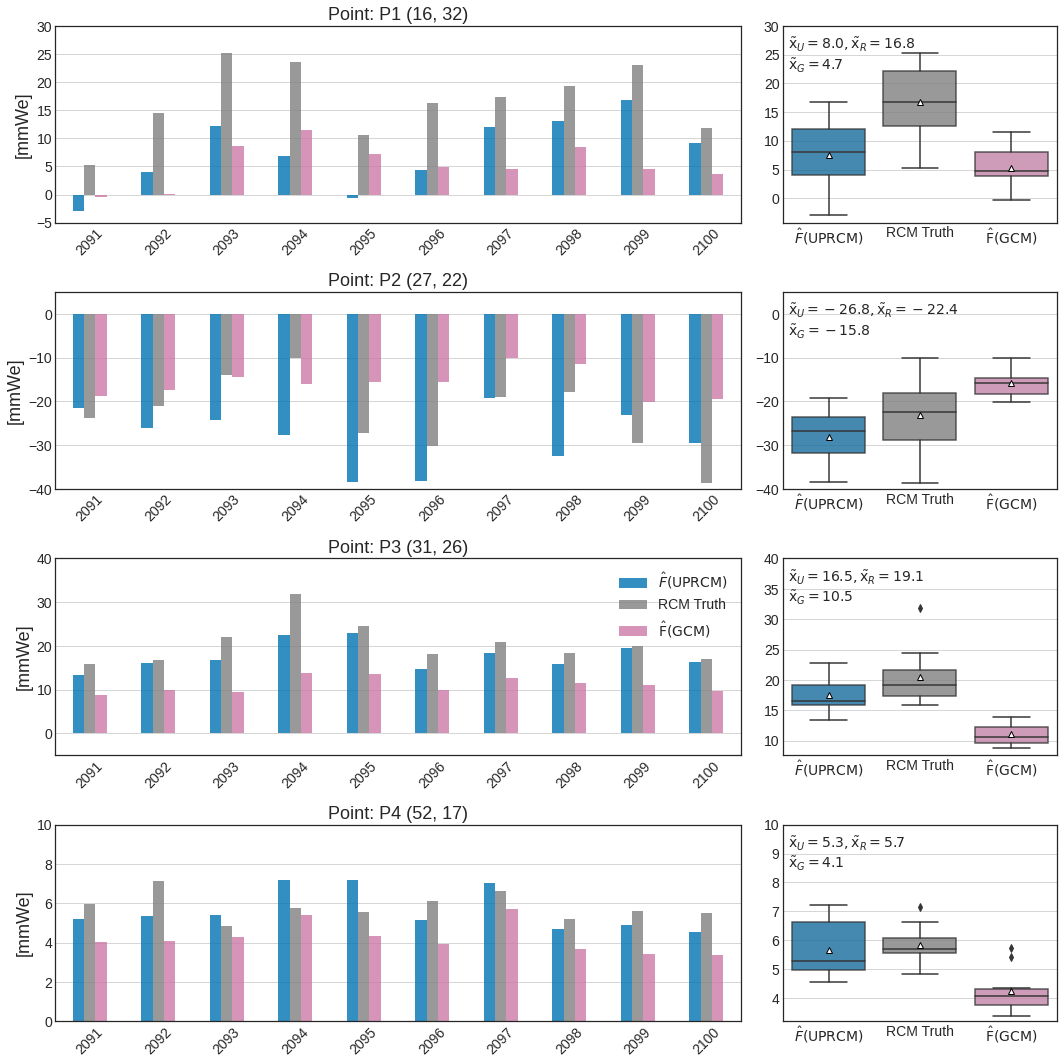 Point: P1 (16, 32)
[mmWe]
30
25
20
15
10
5
0
−5
2091 2092 2093 2094 2095 2096 2097 2098 2099 2100
30
25
20
15
10
5
0
x̃_U = 8.0, x̃_R = 16.8
x̃_G = 4.7
F̂(UPRCM) RCM Truth F̂(GCM)
Point: P2 (27, 22)
[mmWe]
0
−10
−20
−30
−40
2091 2092 2093 2094 2095 2096 2097 2098 2099 2100
0
−10
−20
−30
−40
x̃_U = −26.8, x̃_R = −22.4
x̃_G = −15.8
F̂(UPRCM) RCM Truth F̂(GCM)
Point: P3 (31, 26)
[mmWe]
40
30
20
10
0
F̂(UPRCM)
RCM Truth
F̂(GCM)
2091 2092 2093 2094 2095 2096 2097 2098 2099 2100
40
35
30
25
20
15
10
x̃_U = 16.5, x̃_R = 19.1
x̃_G = 10.5
F̂(UPRCM) RCM Truth F̂(GCM)
Point: P4 (52, 17)
[mmWe]
10
8
6
4
2
0
2091 2092 2093 2094 2095 2096 2097 2098 2099 2100
10
9
8
7
6
5
4
x̃_U = 5.3, x̃_R = 5.7
x̃_G = 4.1
F̂(UPRCM) RCM Truth F̂(GCM)